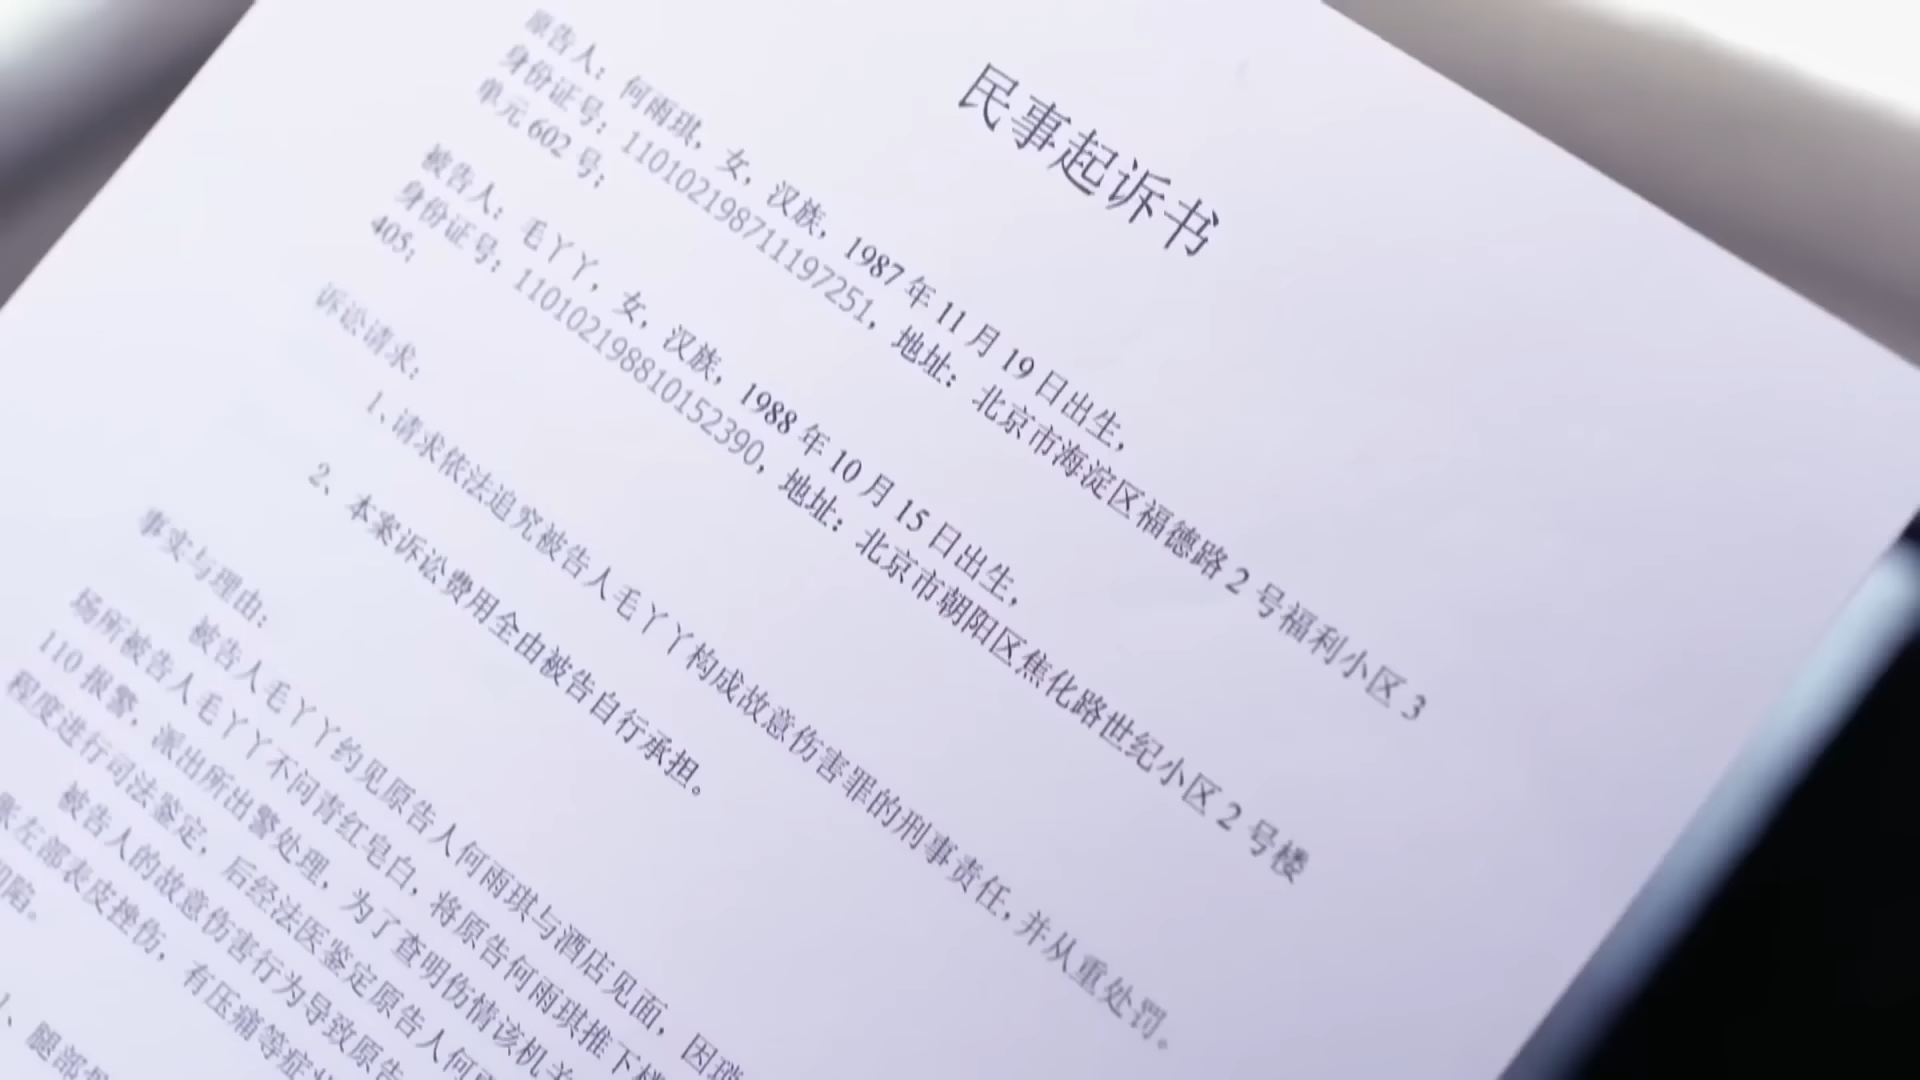 民事起诉书
原告人：何雨琪，女，汉族，1987年11月19日出生，
身份证号：110102198711197251，地址：北京市海淀区福德路2号福利小区3
单元602号；
被告人：毛丫丫，女，汉族，1988年10月15日出生，
身份证号：110102198810152390，地址：北京市朝阳区焦化路世纪小区2号楼
405；
诉讼请求：
1、请求依法追究被告人毛丫丫构成故意伤害罪的刑事责任，并从重处罚。
2、本案诉讼费用全由被告自行承担。
事实与理由：
被告人毛丫丫约见原告人何雨琪与酒店见面，因琐
场所被告人毛丫丫不问青红皂白，将原告何雨琪推下楼
110报警，派出所出警处理，为了查明伤情该机关
程度进行司法鉴定，后经法医鉴定原告人何雨
被告人的故意伤害行为导致原告
左部表皮挫伤，有压痛等症状
陷。
1、腿部